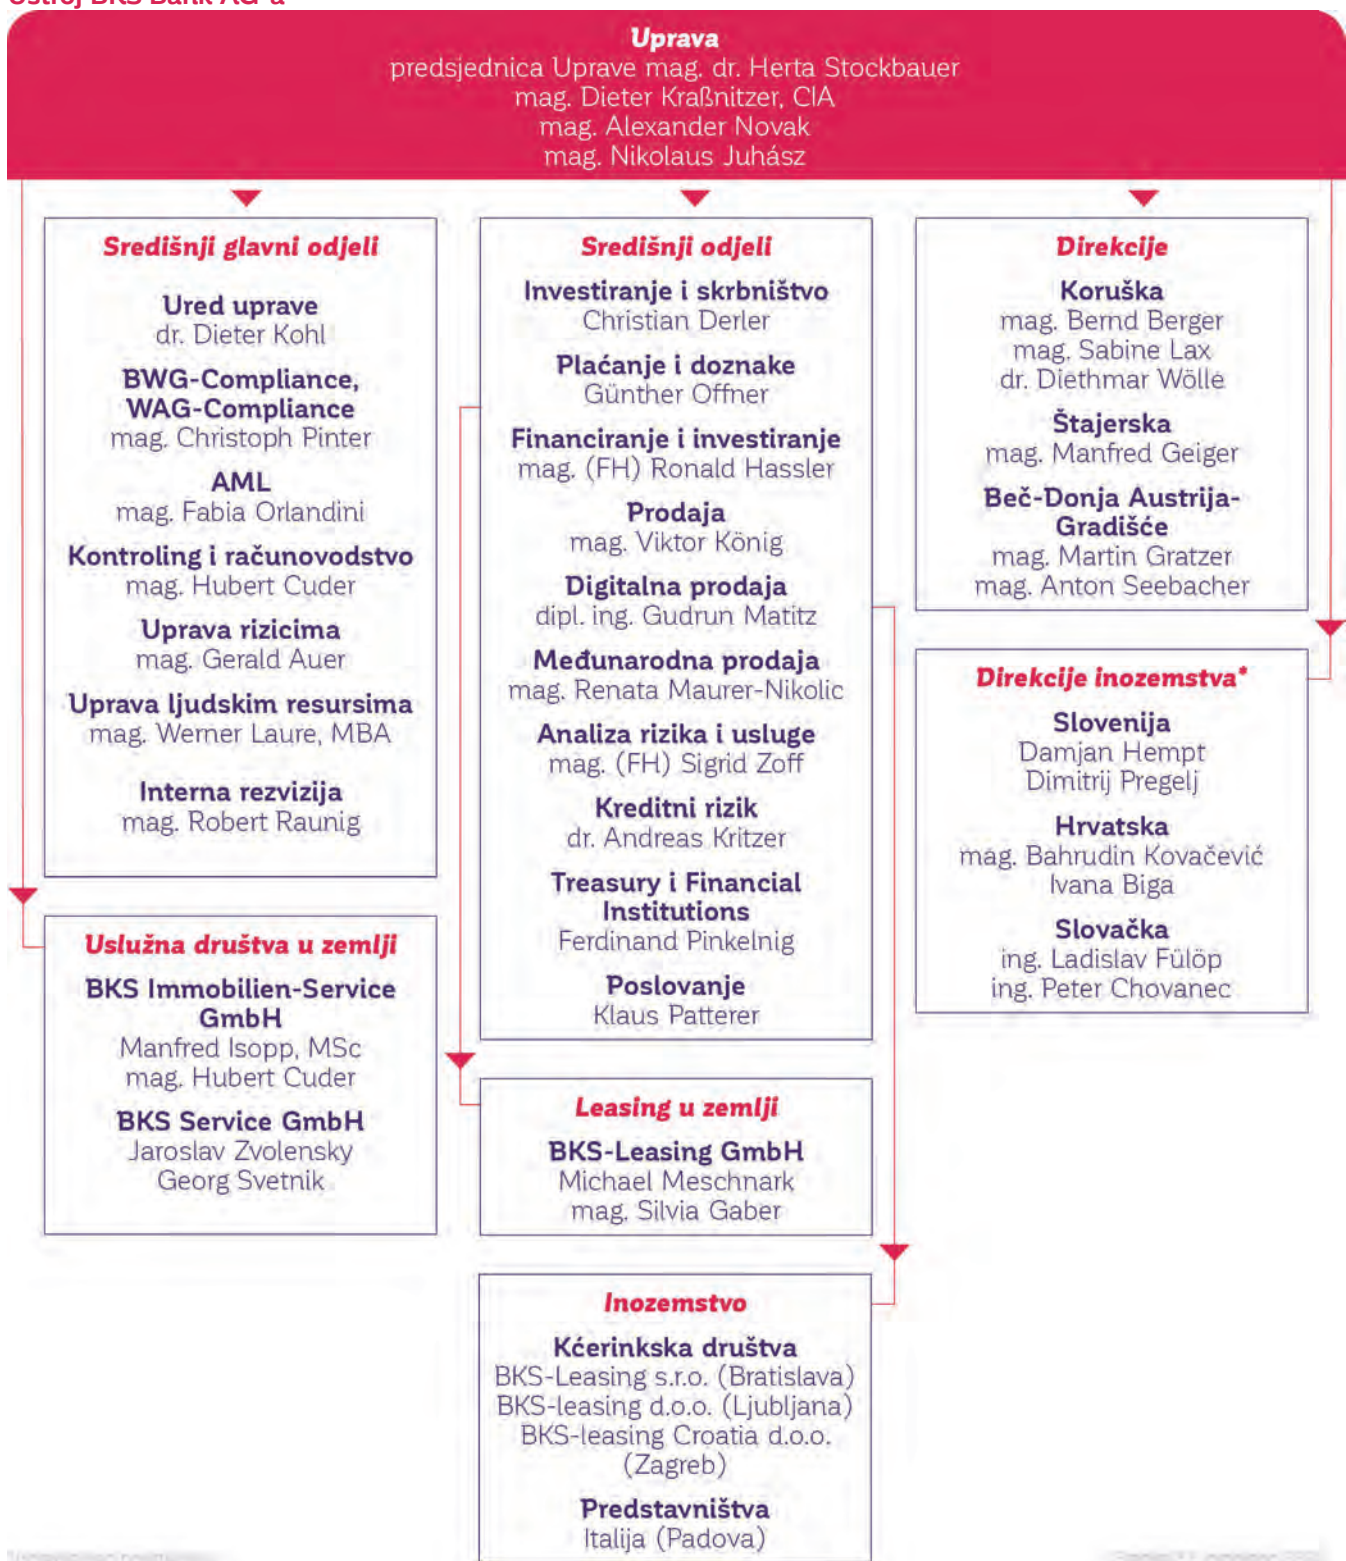 Ustroj BKS Bank AG-a
Uprava
predsjednica Uprave mag. dr. Herta Stockbauer
mag. Dieter Kraßnitzer, CIA
mag. Alexander Novak
mag. Nikolaus Juhász
Središnji glavni odjeli
Ured uprave
dr. Dieter Kohl
BWG-Compliance,
WAG-Compliance
mag. Christoph Pinter
AML
mag. Fabia Orlandini
Kontroling i računovodstvo
mag. Hubert Cuder
Uprava rizicima
mag. Gerald Auer
Uprava ljudskim resursima
mag. Werner Laure, MBA
Interna rezvizija
mag. Robert Raunig
Uslužna društva u zemlji
BKS Immobilien-Service
GmbH
Manfred Isopp, MSc
mag. Hubert Cuder
BKS Service GmbH
Jaroslav Zvolensky
Georg Svetnik
Središnji odjeli
Investiranje i skrbništvo
Christian Derler
Plaćanje i doznake
Günther Offner
Financiranje i investiranje
mag. (FH) Ronald Hassler
Prodaja
mag. Viktor König
Digitalna prodaja
dipl. ing. Gudrun Matitz
Međunarodna prodaja
mag. Renata Maurer-Nikolic
Analiza rizika i usluge
mag. (FH) Sigrid Zoff
Kreditni rizik
dr. Andreas Kritzer
Treasury i Financial
Institutions
Ferdinand Pinkelnig
Poslovanje
Klaus Patterer
Leasing u zemlji
BKS-Leasing GmbH
Michael Meschnark
mag. Silvia Gaber
Inozemstvo
Kćerinkska društva
BKS-Leasing s.r.o. (Bratislava)
BKS-leasing d.o.o. (Ljubljana)
BKS-leasing Croatia d.o.o.
(Zagreb)
Predstavništva
Italija (Padova)
Direkcije
Koruška
mag. Bernd Berger
mag. Sabine Lax
dr. Diethmar Wölle
Štajerska
mag. Manfred Geiger
Beč-Donja Austrija-
Gradišće
mag. Martin Gratzer
mag. Anton Seebacher
Direkcije inozemstva*
Slovenija
Damjan Hempt
Dimitrij Pregelj
Hrvatska
mag. Bahrudin Kovačević
Ivana Biga
Slovačka
ing. Ladislav Fülöp
ing. Peter Chovanec